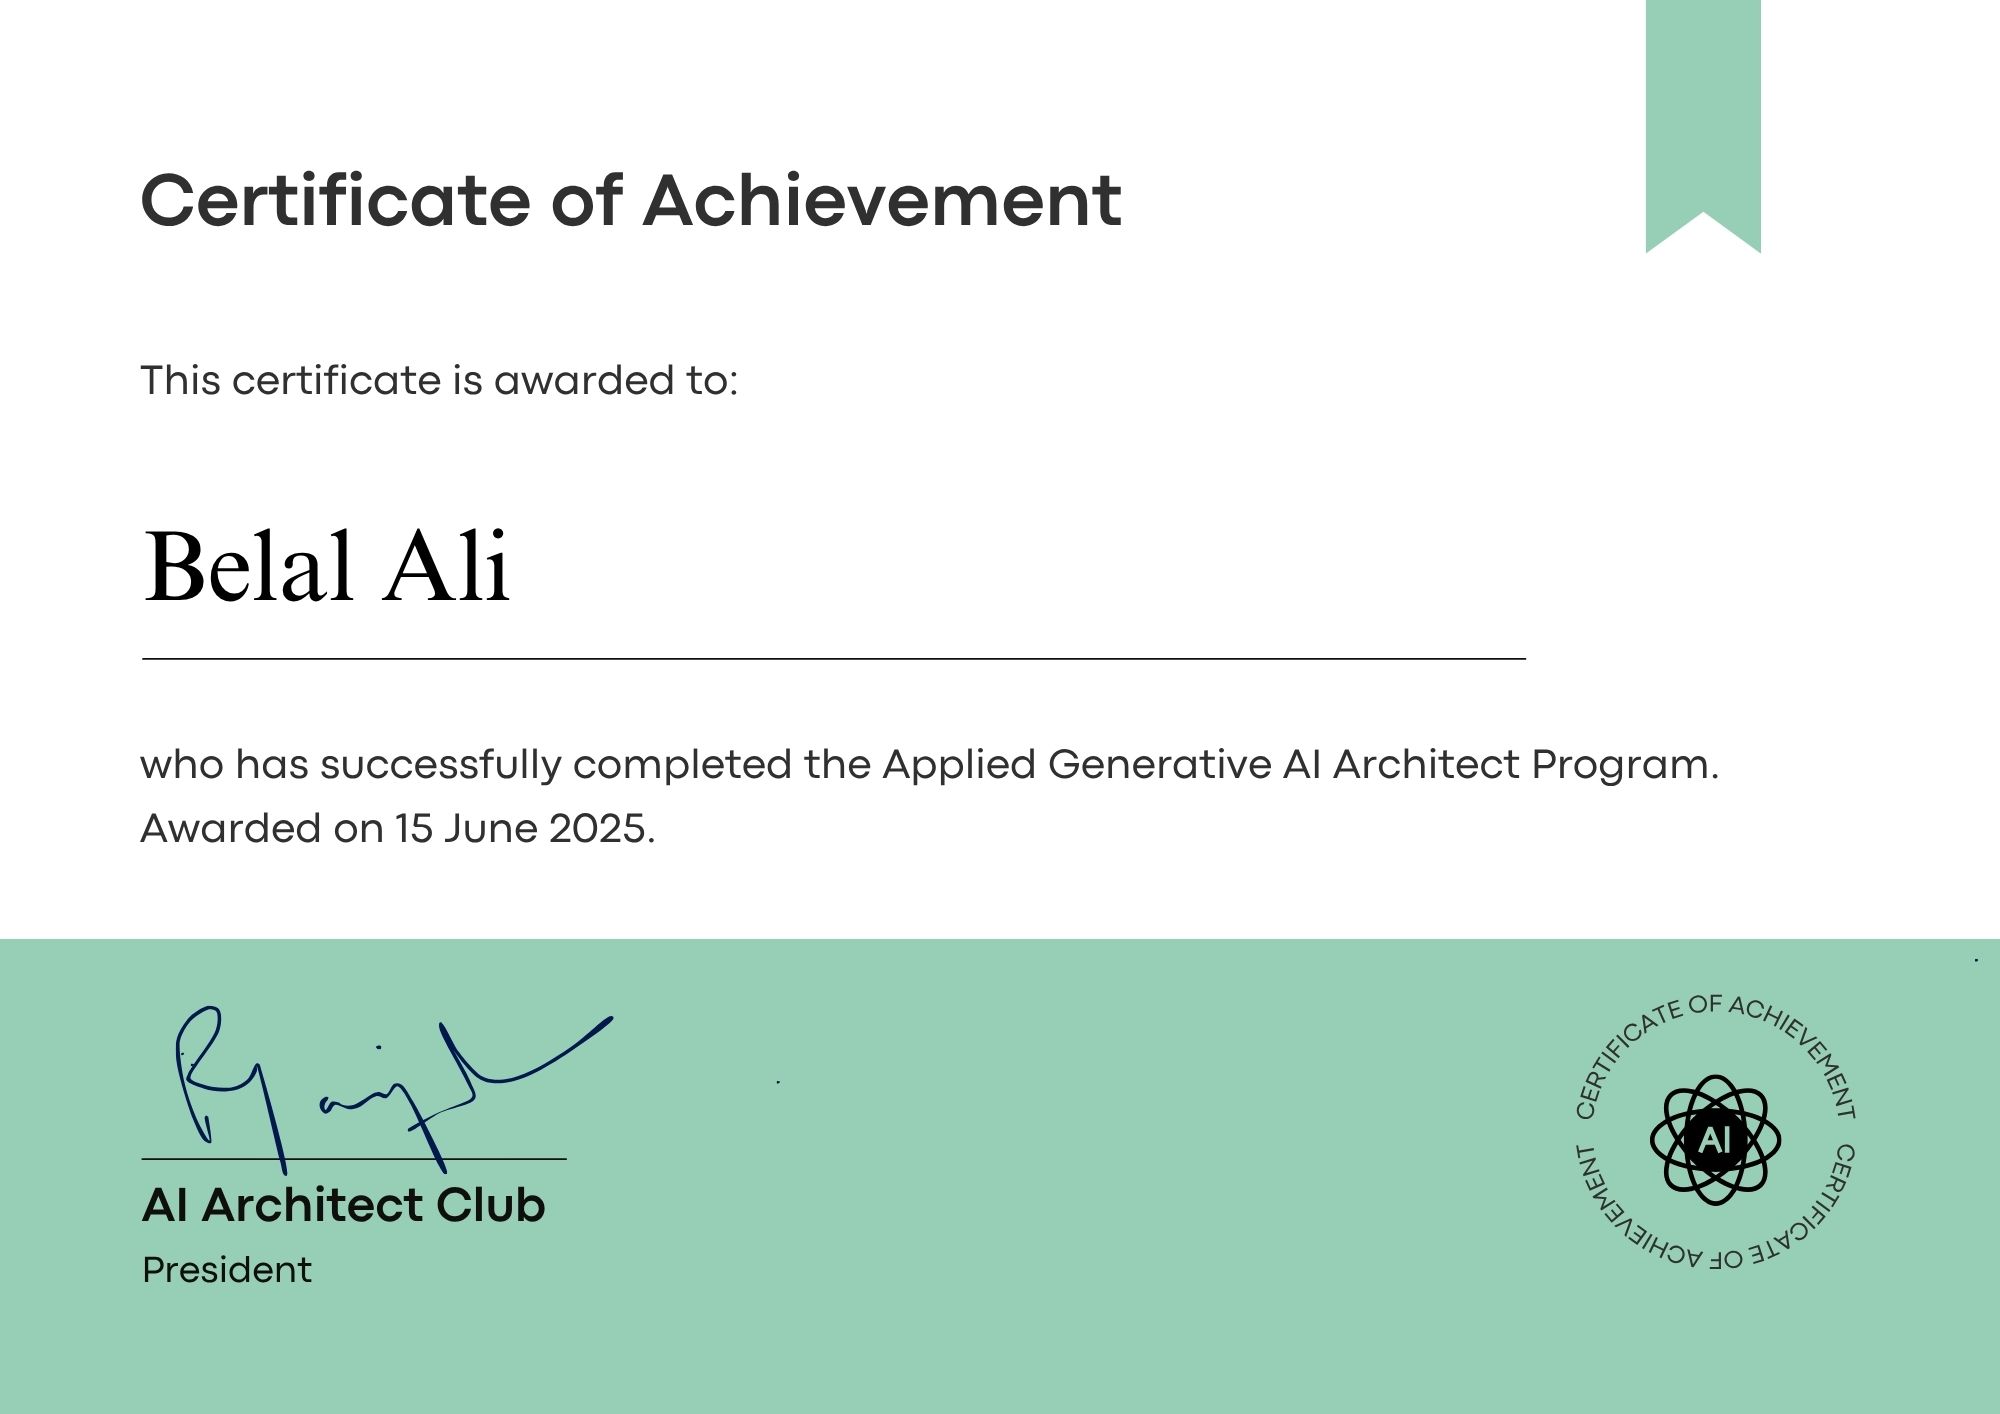 Certificate of Achievement
This certificate is awarded to:
Belal Ali
who has successfully completed the Applied Generative AI Architect Program.
Awarded on 15 June 2025.
AI Architect Club
President
CERTIFICATE OF ACHIEVEMENT
CERTIFICATE OF ACHIEVEMENT
AI